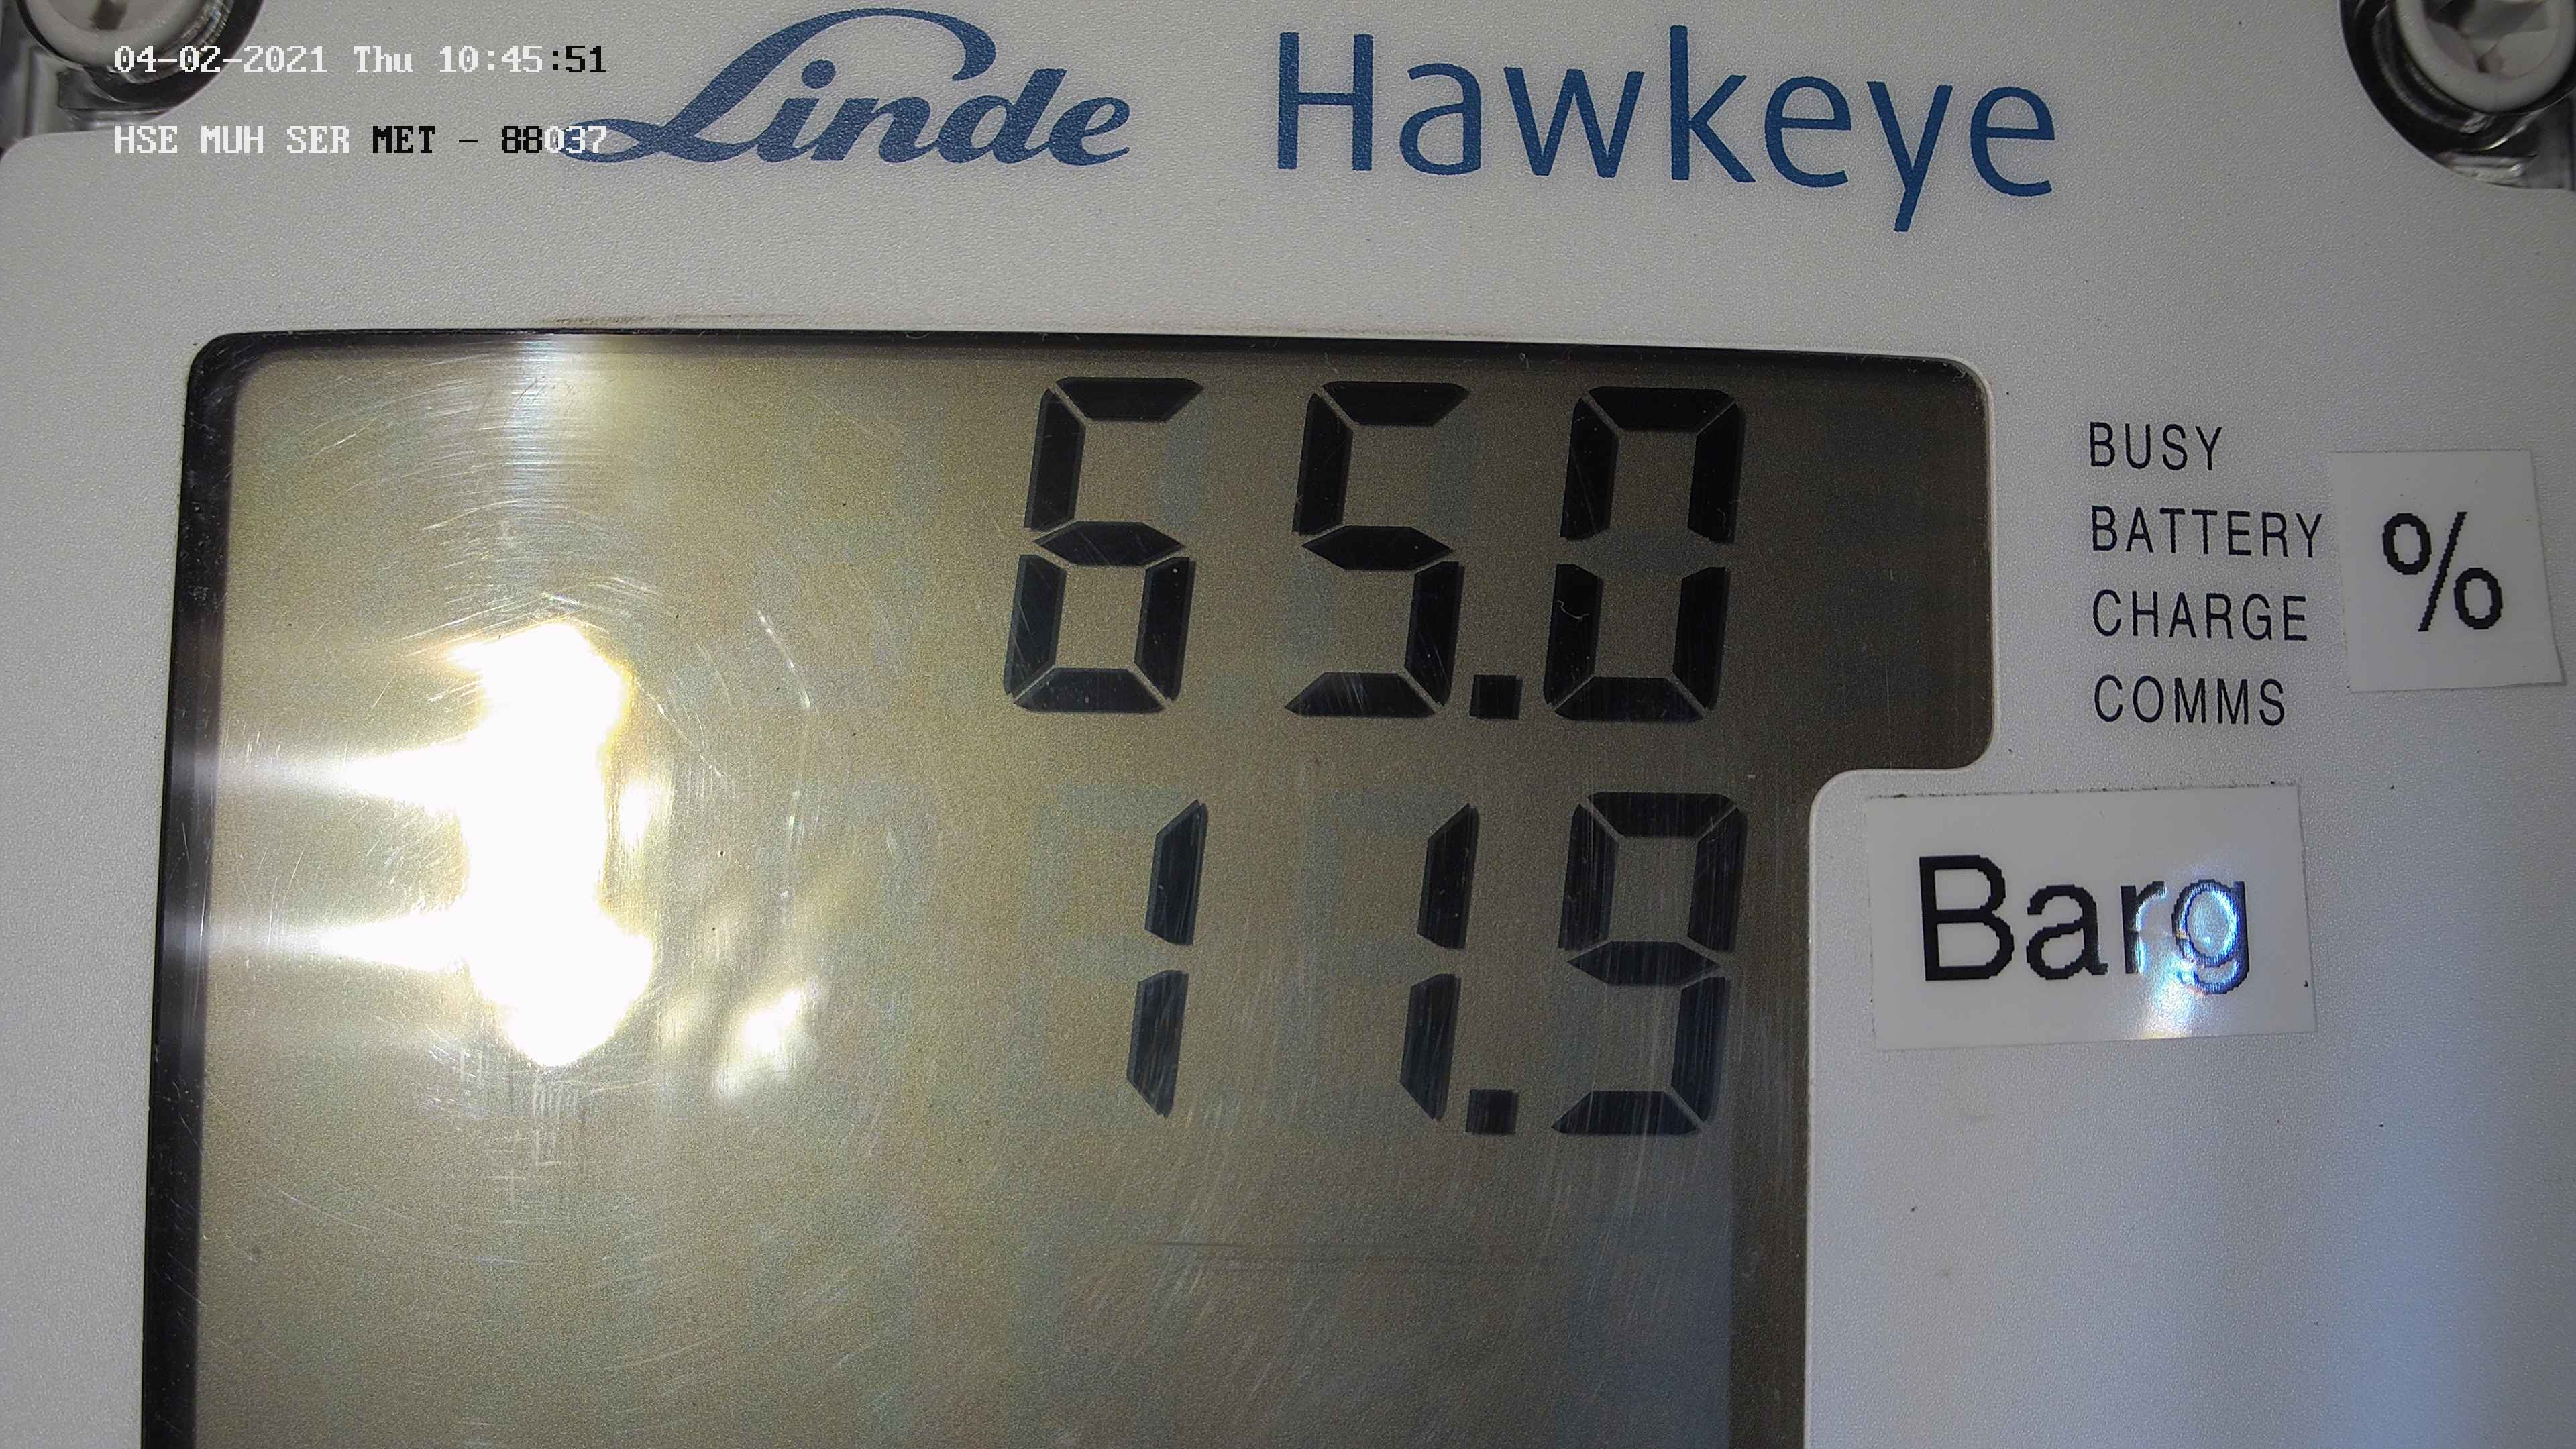 04-02-2021 Thu 10:45:51
HSE MUH SER MET - 88037
Linde Hawkeye
65.0
BUSY
BATTERY
CHARGE
COMMS
%
11.9
Barg